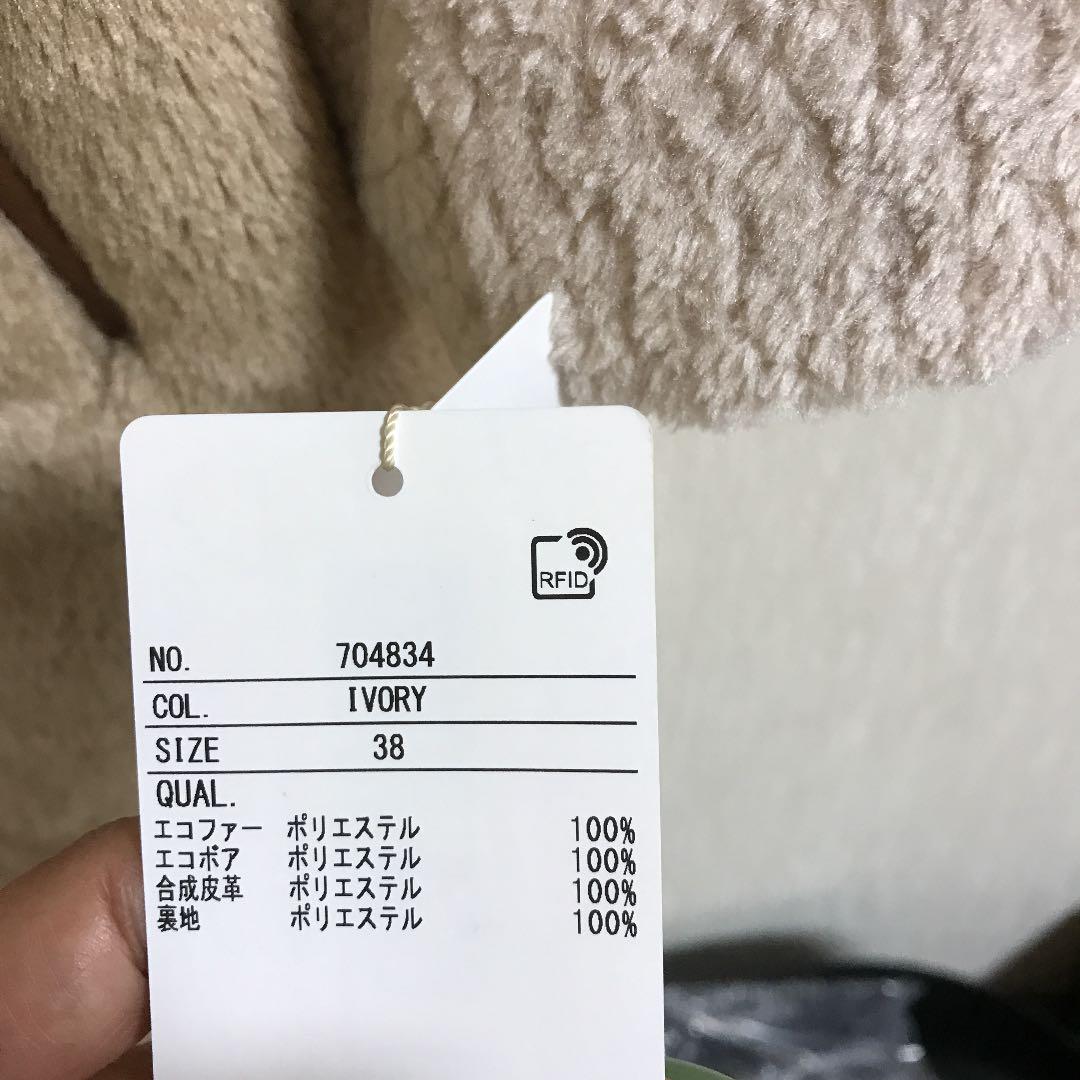 RFID
NO. 704834
COL. IVORY
SIZE 38
QUAL.
エコファー ポリエステル 100%
エコボア ポリエステル 100%
合成皮革 ポリエステル 100%
裏地 ポリエステル 100%